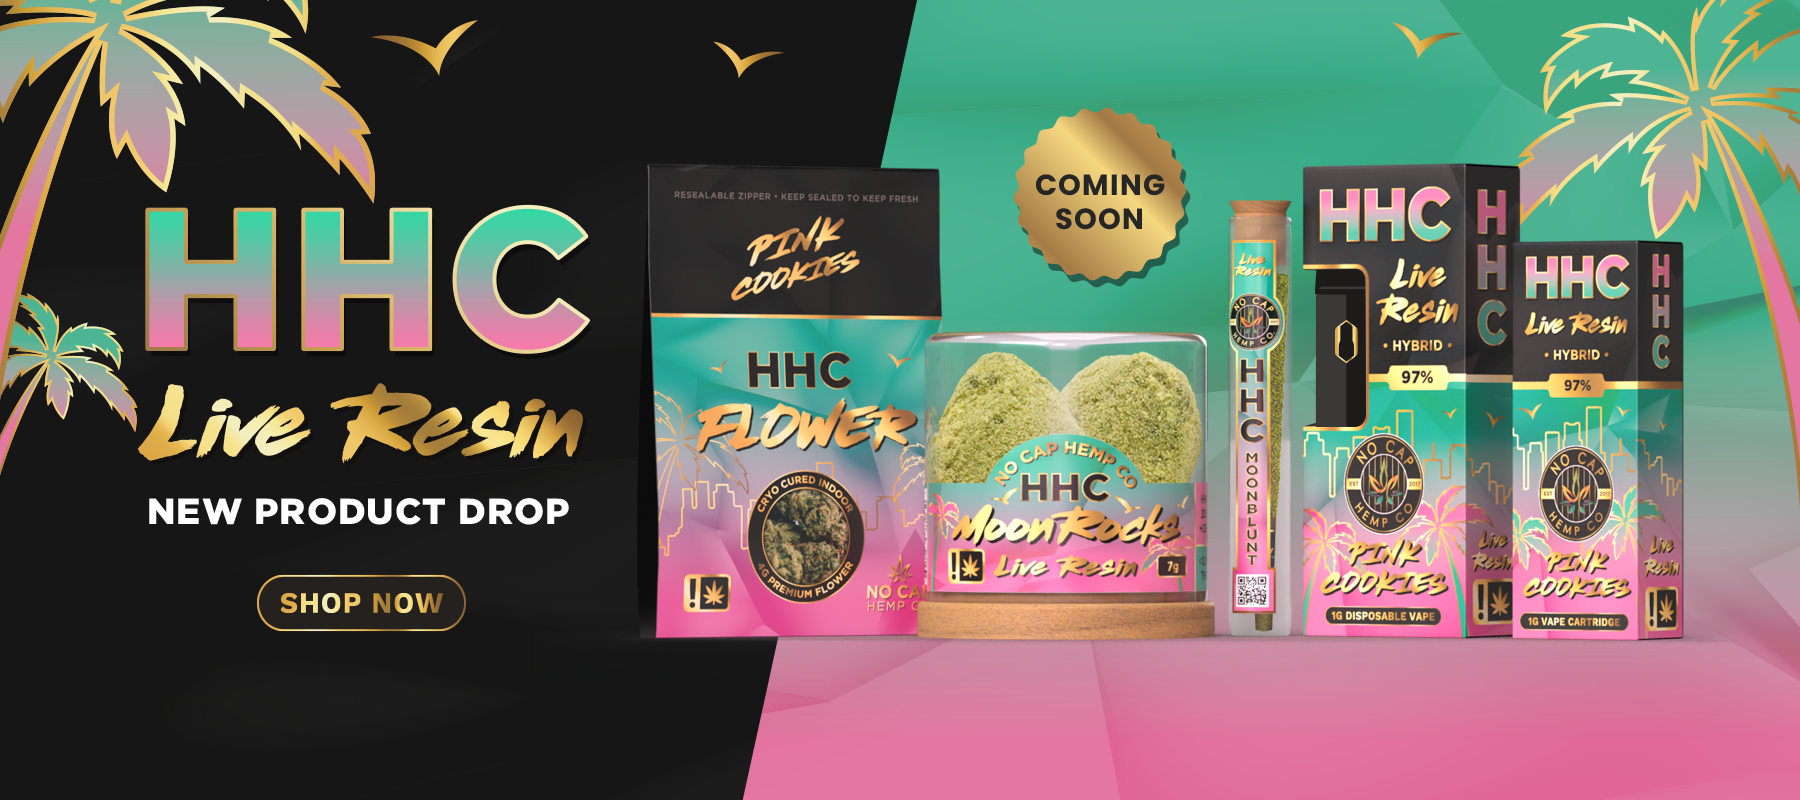 HHC
Live Resin
NEW PRODUCT DROP
SHOP NOW
RESEALABLE ZIPPER • KEEP SEALED TO KEEP FRESH
PINK
COOKIES
HHC
FLOWER
CRYO CURED INDOOR
4G PREMIUM FLOWER
NO CA
HEMP C
COMING
SOON
NO CAP HEMP CO
HHC
MoonRocks
Live Resin
7g
Live
Resin
NO CAP
HEMP CO
HHC
MOONBLUNT
HHC
Live
Resin
• HYBRID •
97%
NO CAP
EST 2017
HEMP CO
PINK
COOKIES
1G DISPOSABLE VAPE
HHC
Live
Resin
HHC
Live Resin
• HYBRID •
97%
NO CAP
EST 2017
HEMP CO
PINK
COOKIES
1G VAPE CARTRIDGE
HHC
Live
Resin